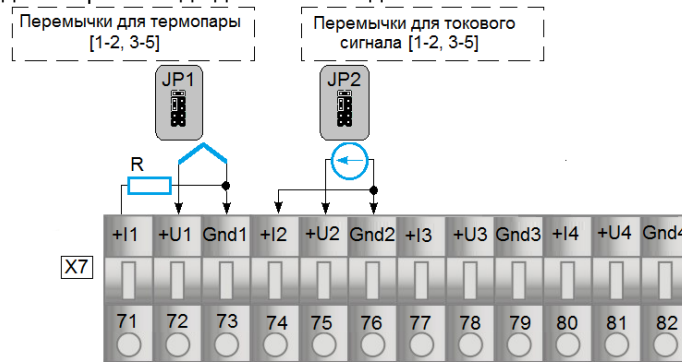 Перемычки для термопары
[1-2, 3-5]
Перемычки для токового
сигнала [1-2, 3-5]
JP1
JP2
R
+I1 +U1 Gnd1 +I2 +U2 Gnd2 +I3 +U3 Gnd3 +I4 +U4 Gnd4
X7
71 72 73 74 75 76 77 78 79 80 81 82